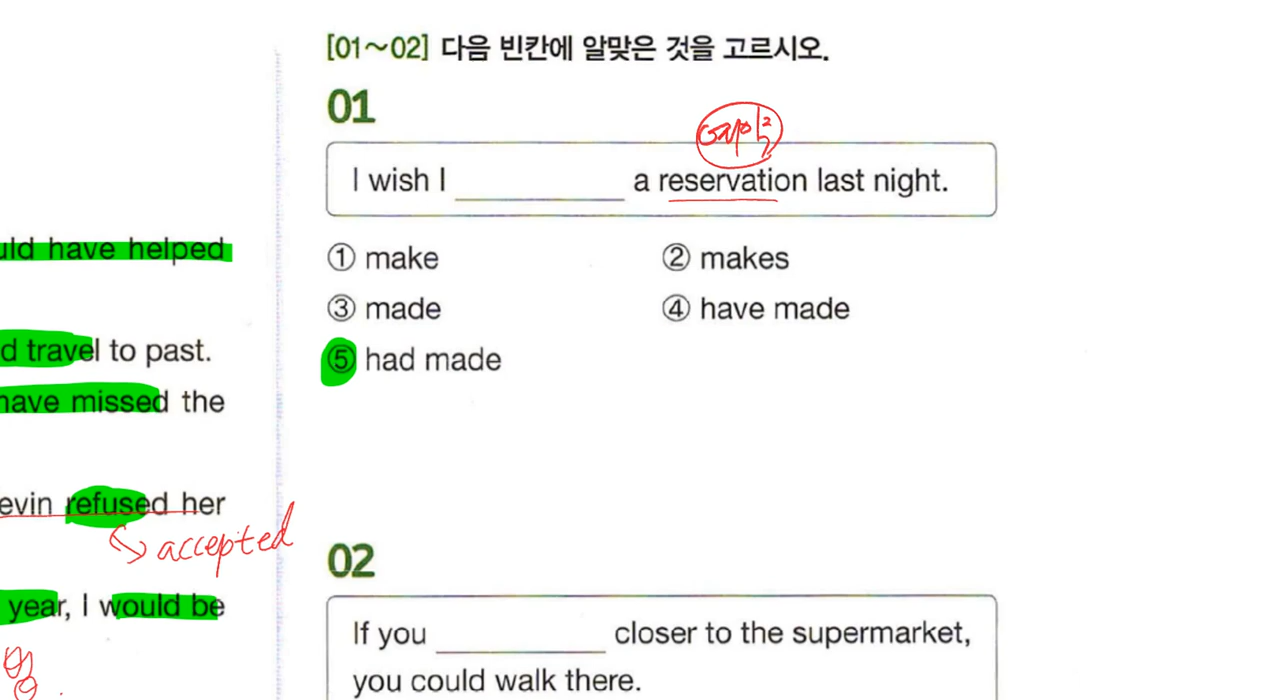 uld have helped
d travel to past.
have missed the
evin refused her
accepted
year, I would be
[01~02] 다음 빈칸에 알맞은 것을 고르시오.
01
I wish I ________ a reservation last night.
① make
② makes
③ made
④ have made
⑤ had made
02
If you ________ closer to the supermarket,
you could walk there.